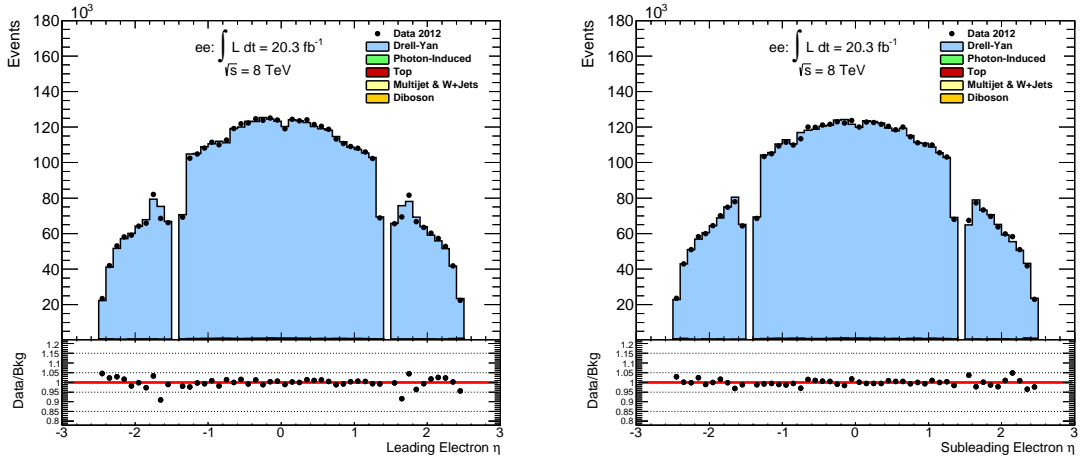 10³
Events
180
160
140
120
100
80
60
40
20
ee: ∫ L dt = 20.3 fb⁻¹
√s = 8 TeV
Data 2012
Drell-Yan
Photon-Induced
Top
Multijet & W+Jets
Diboson
Data/Bkg
1.2
1.15
1.1
1.05
1
0.95
0.9
0.85
0.8
-3 -2 -1 0 1 2 3
Leading Electron η
10³
Events
180
160
140
120
100
80
60
40
20
ee: ∫ L dt = 20.3 fb⁻¹
√s = 8 TeV
Data 2012
Drell-Yan
Photon-Induced
Top
Multijet & W+Jets
Diboson
Data/Bkg
1.2
1.15
1.1
1.05
1
0.95
0.9
0.85
0.8
-3 -2 -1 0 1 2 3
Subleading Electron η